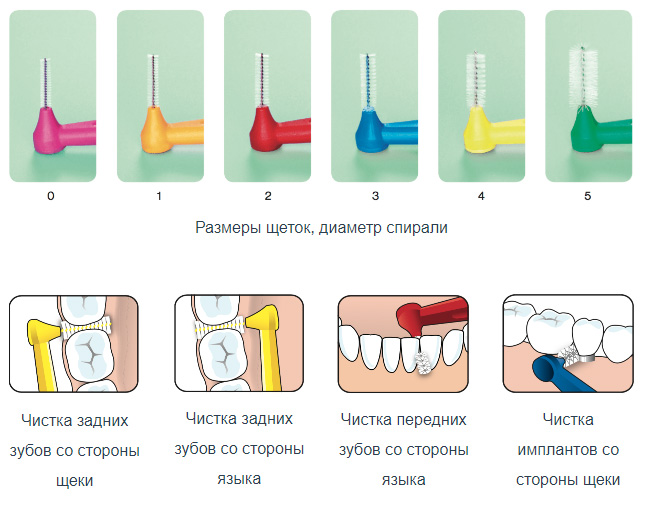 0 1 2 3 4 5
Размеры щеток, диаметр спирали
Чистка задних
зубов со стороны
щеки
Чистка задних
зубов со стороны
языка
Чистка передних
зубов со стороны
языка
Чистка
имплантов со
стороны щеки